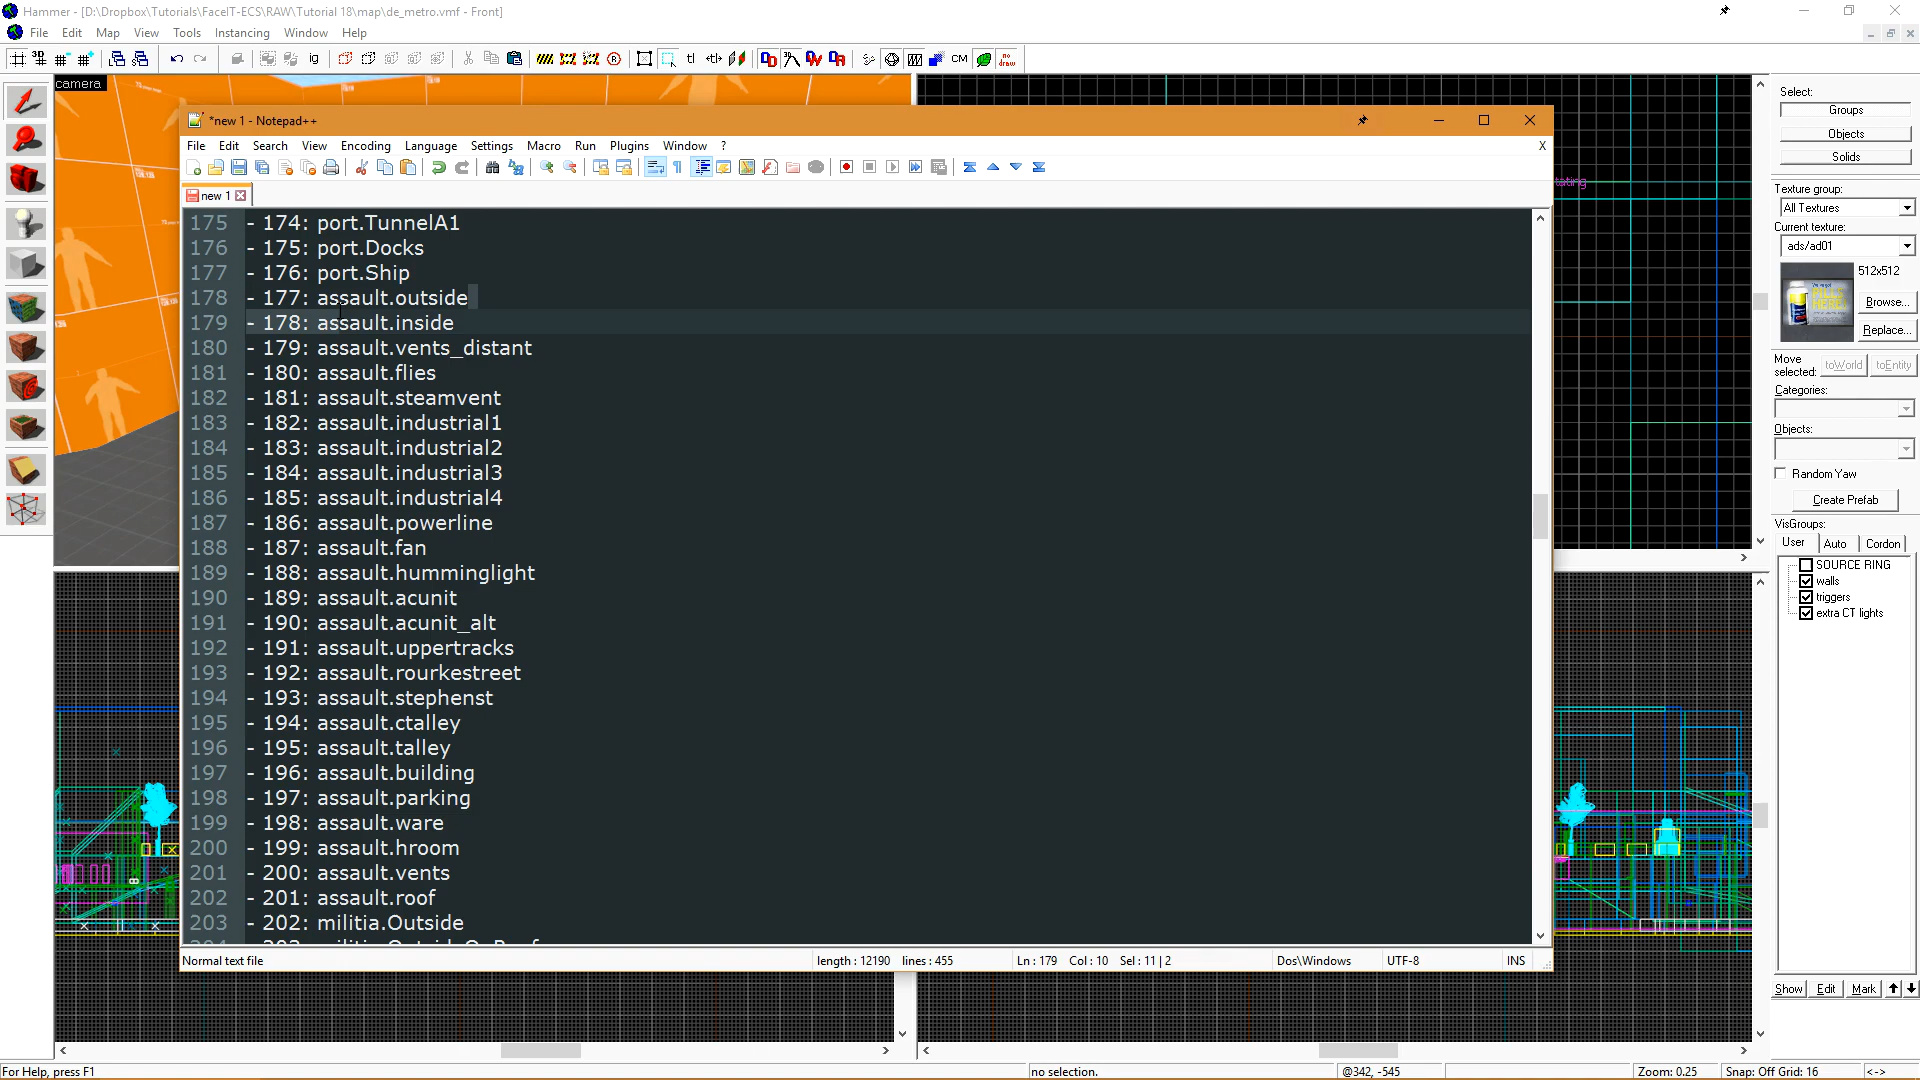 Hammer - [D:\Dropbox\Tutorials\FaceIT-ECS\RAW\Tutorial 18\map\de_metro.vmf - Front]
File Edit Map View Tools Instancing Window Help
camera
*new 1 - Notepad++
File Edit Search View Encoding Language Settings Macro Run Plugins Window ? X
new 1
175 - 174: port.TunnelA1
176 - 175: port.Docks
177 - 176: port.Ship
178 - 177: assault.outside
179 - 178: assault.inside
180 - 179: assault.vents_distant
181 - 180: assault.flies
182 - 181: assault.steamvent
183 - 182: assault.industrial1
184 - 183: assault.industrial2
185 - 184: assault.industrial3
186 - 185: assault.industrial4
187 - 186: assault.powerline
188 - 187: assault.fan
189 - 188: assault.humminglight
190 - 189: assault.acunit
191 - 190: assault.acunit_alt
192 - 191: assault.uppertracks
193 - 192: assault.rourkestreet
194 - 193: assault.stephenst
195 - 194: assault.ctalley
196 - 195: assault.talley
197 - 196: assault.building
198 - 197: assault.parking
199 - 198: assault.ware
200 - 199: assault.hroom
201 - 200: assault.vents
202 - 201: assault.roof
203 - 202: militia.Outside
Normal text file length : 12190 lines : 455 Ln : 179 Col : 10 Sel : 11 | 2 Dos\Windows UTF-8 INS
Select:
Groups
Objects
Solids
Texture group:
All Textures
Current texture:
ads/ad01
512x512
Browse...
Replace...
Move selected: toWorld toEntity
Categories:
Objects:
Random Yaw
Create Prefab
VisGroups:
User Auto Cordon
SOURCE RING
walls
triggers
extra CT lights
Show Edit Mark
For Help, press F1 no selection. @342, -545 Zoom: 0.25 Snap: Off Grid: 16 <->